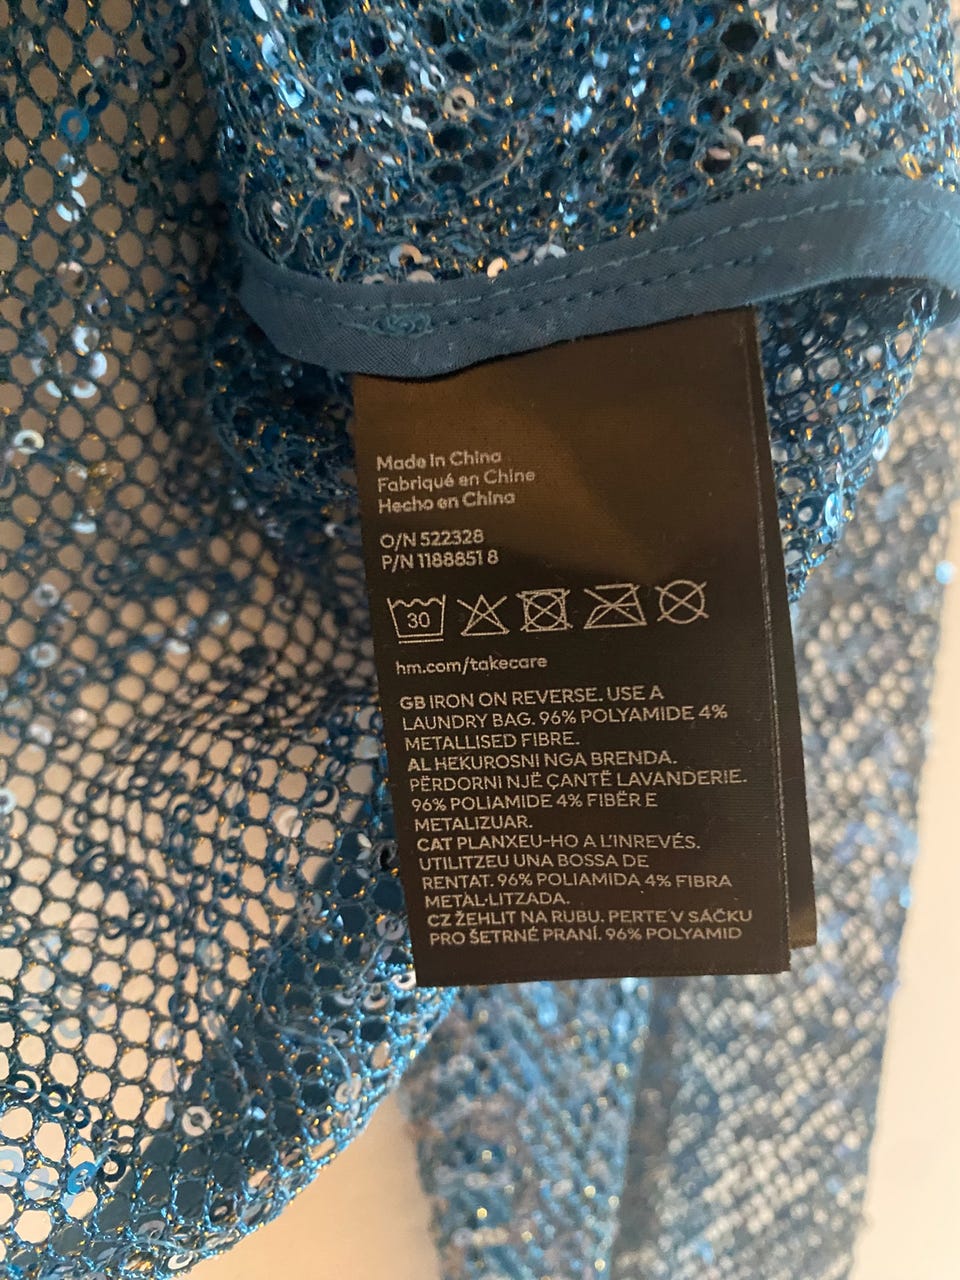 Made in China
Fabriqué en Chine
Hecho en China
O/N 522328
P/N 1188851 8
30
hm.com/takecare
GB IRON ON REVERSE. USE A
LAUNDRY BAG. 96% POLYAMIDE 4%
METALLISED FIBRE.
AL HEKUROSNI NGA BRENDA.
PËRDORNI NJË ÇANTË LAVANDERIE.
96% POLIAMIDE 4% FIBËR E
METALIZUAR.
CAT PLANXEU-HO A L'INREVÉS.
UTILITZEU UNA BOSSA DE
RENTAT. 96% POLIAMIDA 4% FIBRA
METAL·LITZADA.
CZ ŽEHLIT NA RUBU. PERTE V SÁČKU
PRO ŠETRNÉ PRANÍ. 96% POLYAMID